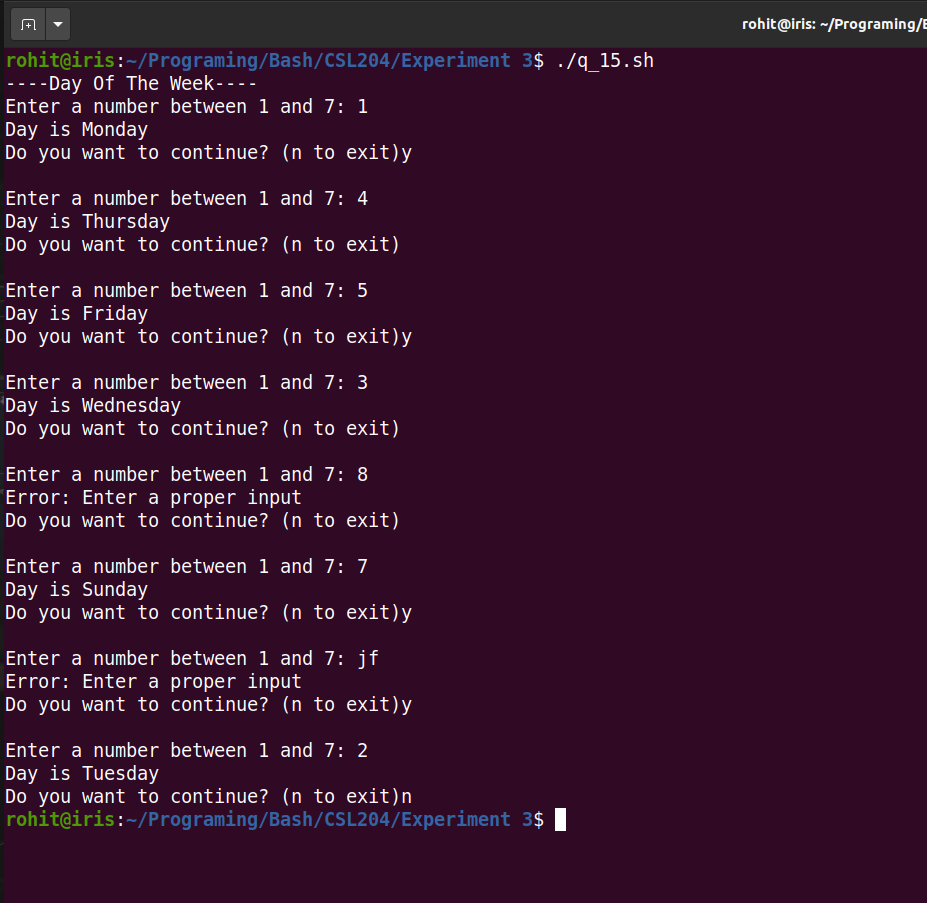 rohit@iris: ~/Programing/
rohit@iris:~/Programing/Bash/CSL204/Experiment 3$ ./q_15.sh
----Day Of The Week----
Enter a number between 1 and 7: 1
Day is Monday
Do you want to continue? (n to exit)y
Enter a number between 1 and 7: 4
Day is Thursday
Do you want to continue? (n to exit)
Enter a number between 1 and 7: 5
Day is Friday
Do you want to continue? (n to exit)y
Enter a number between 1 and 7: 3
Day is Wednesday
Do you want to continue? (n to exit)
Enter a number between 1 and 7: 8
Error: Enter a proper input
Do you want to continue? (n to exit)
Enter a number between 1 and 7: 7
Day is Sunday
Do you want to continue? (n to exit)y
Enter a number between 1 and 7: jf
Error: Enter a proper input
Do you want to continue? (n to exit)y
Enter a number between 1 and 7: 2
Day is Tuesday
Do you want to continue? (n to exit)n
rohit@iris:~/Programing/Bash/CSL204/Experiment 3$